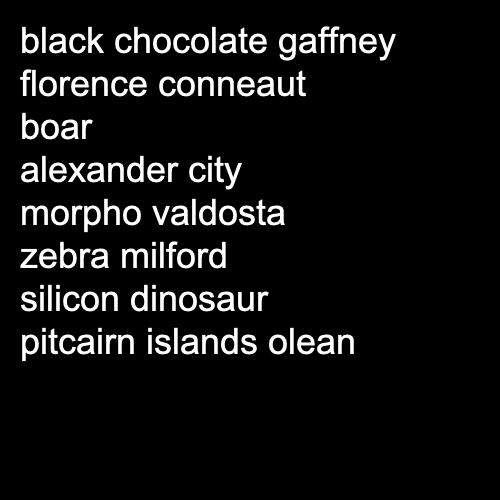 black chocolate gaffney
florence conneaut
boar
alexander city
morpho valdosta
zebra milford
silicon dinosaur
pitcairn islands olean